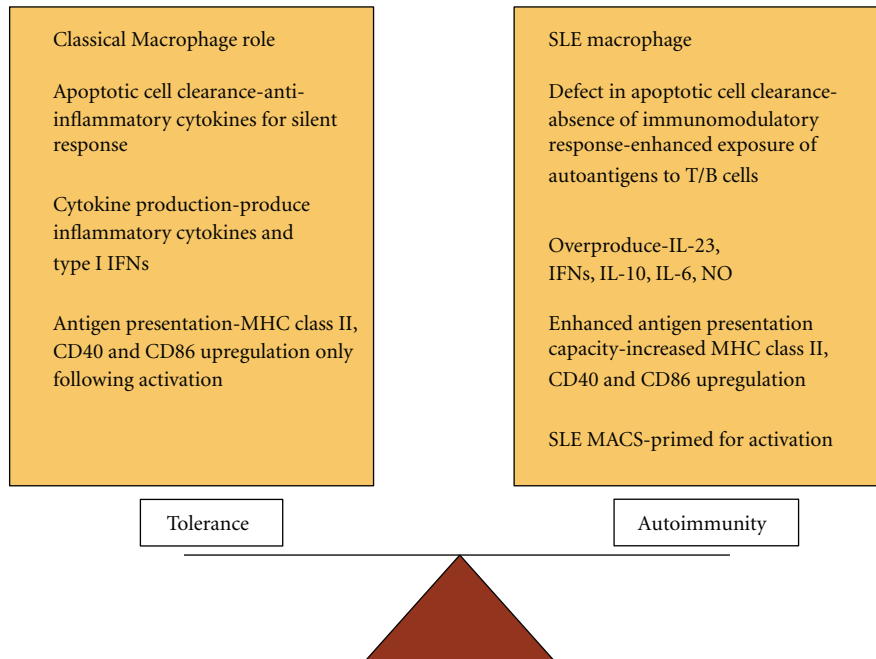 Classical Macrophage role
Apoptotic cell clearance-anti-
inflammatory cytokines for silent
response
Cytokine production-produce
inflammatory cytokines and
type I IFNs
Antigen presentation-MHC class II,
CD40 and CD86 upregulation only
following activation
Tolerance
SLE macrophage
Defect in apoptotic cell clearance-
absence of immunomodulatory
response-enhanced exposure of
autoantigens to T/B cells
Overproduce-IL-23,
IFNs, IL-10, IL-6, NO
Enhanced antigen presentation
capacity-increased MHC class II,
CD40 and CD86 upregulation
SLE MACS-primed for activation
Autoimmunity